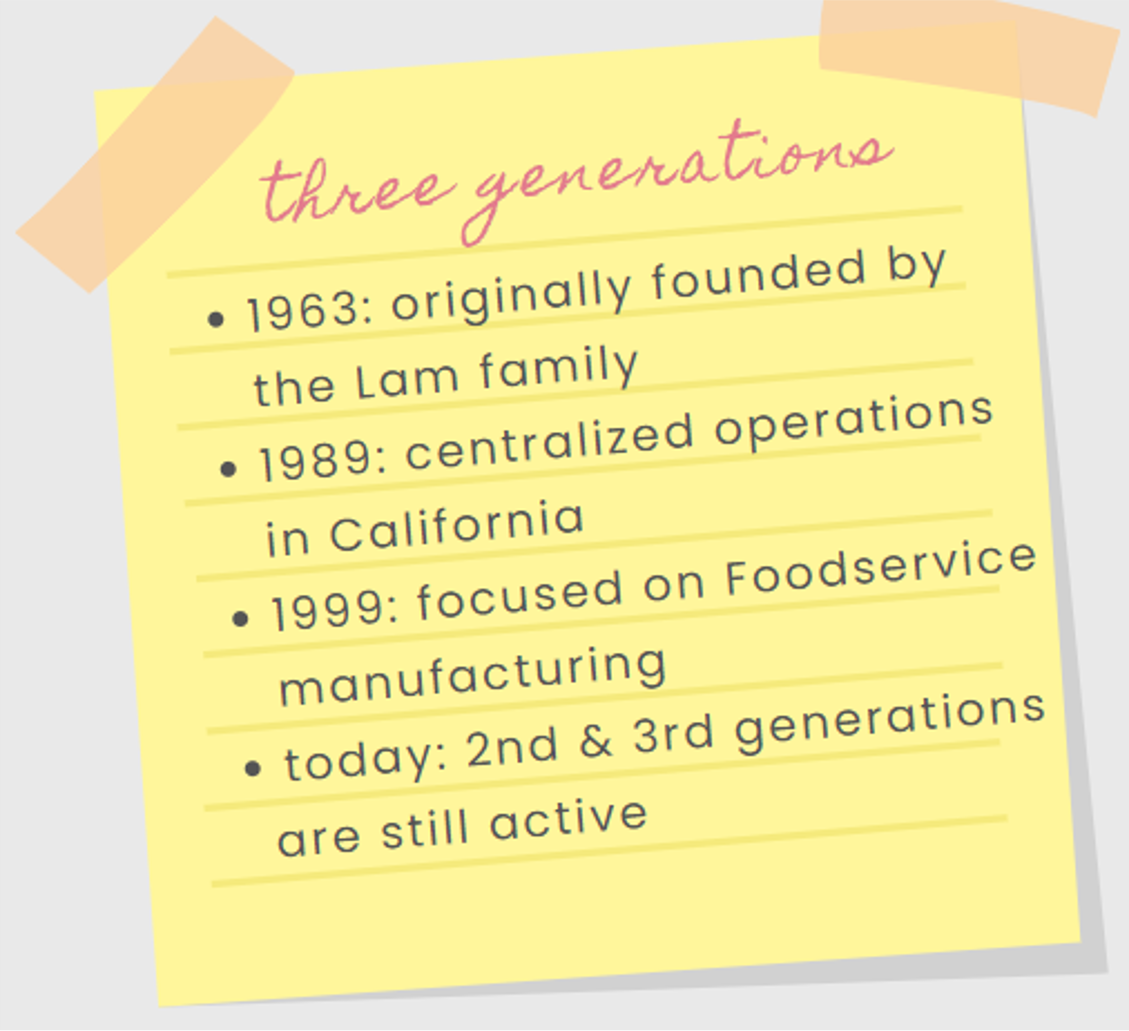 three generations
• 1963: originally founded by
the Lam family
• 1989: centralized operations
in California
• 1999: focused on Foodservice
manufacturing
• today: 2nd & 3rd generations
are still active